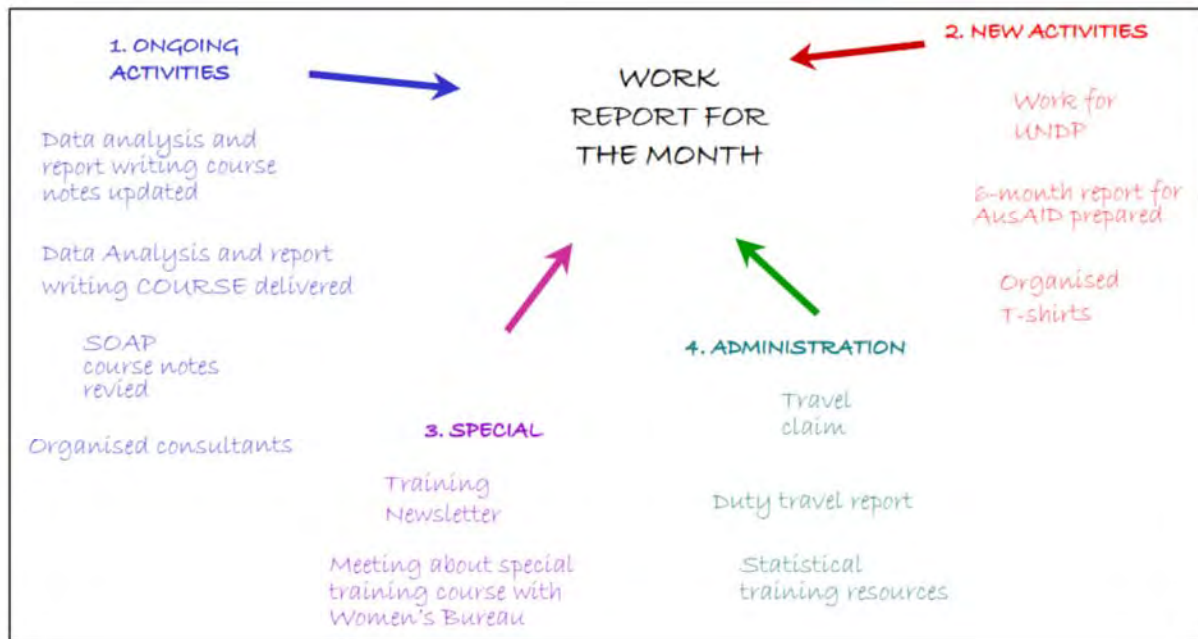 1. ONGOING
ACTIVITIES
Data analysis and
report writing course
notes updated
Data Analysis and report
writing COURSE delivered
SOAP
course notes
revied
Organised consultants
WORK
REPORT FOR
THE MONTH
2. NEW ACTIVITIES
Work for
UNDP
6-month report for
AusAID prepared
Organised
T-shirts
3. SPECIAL
Training
Newsletter
Meeting about special
training course with
Women's Bureau
4. ADMINISTRATION
Travel
claim
Duty travel report
Statistical
training resources